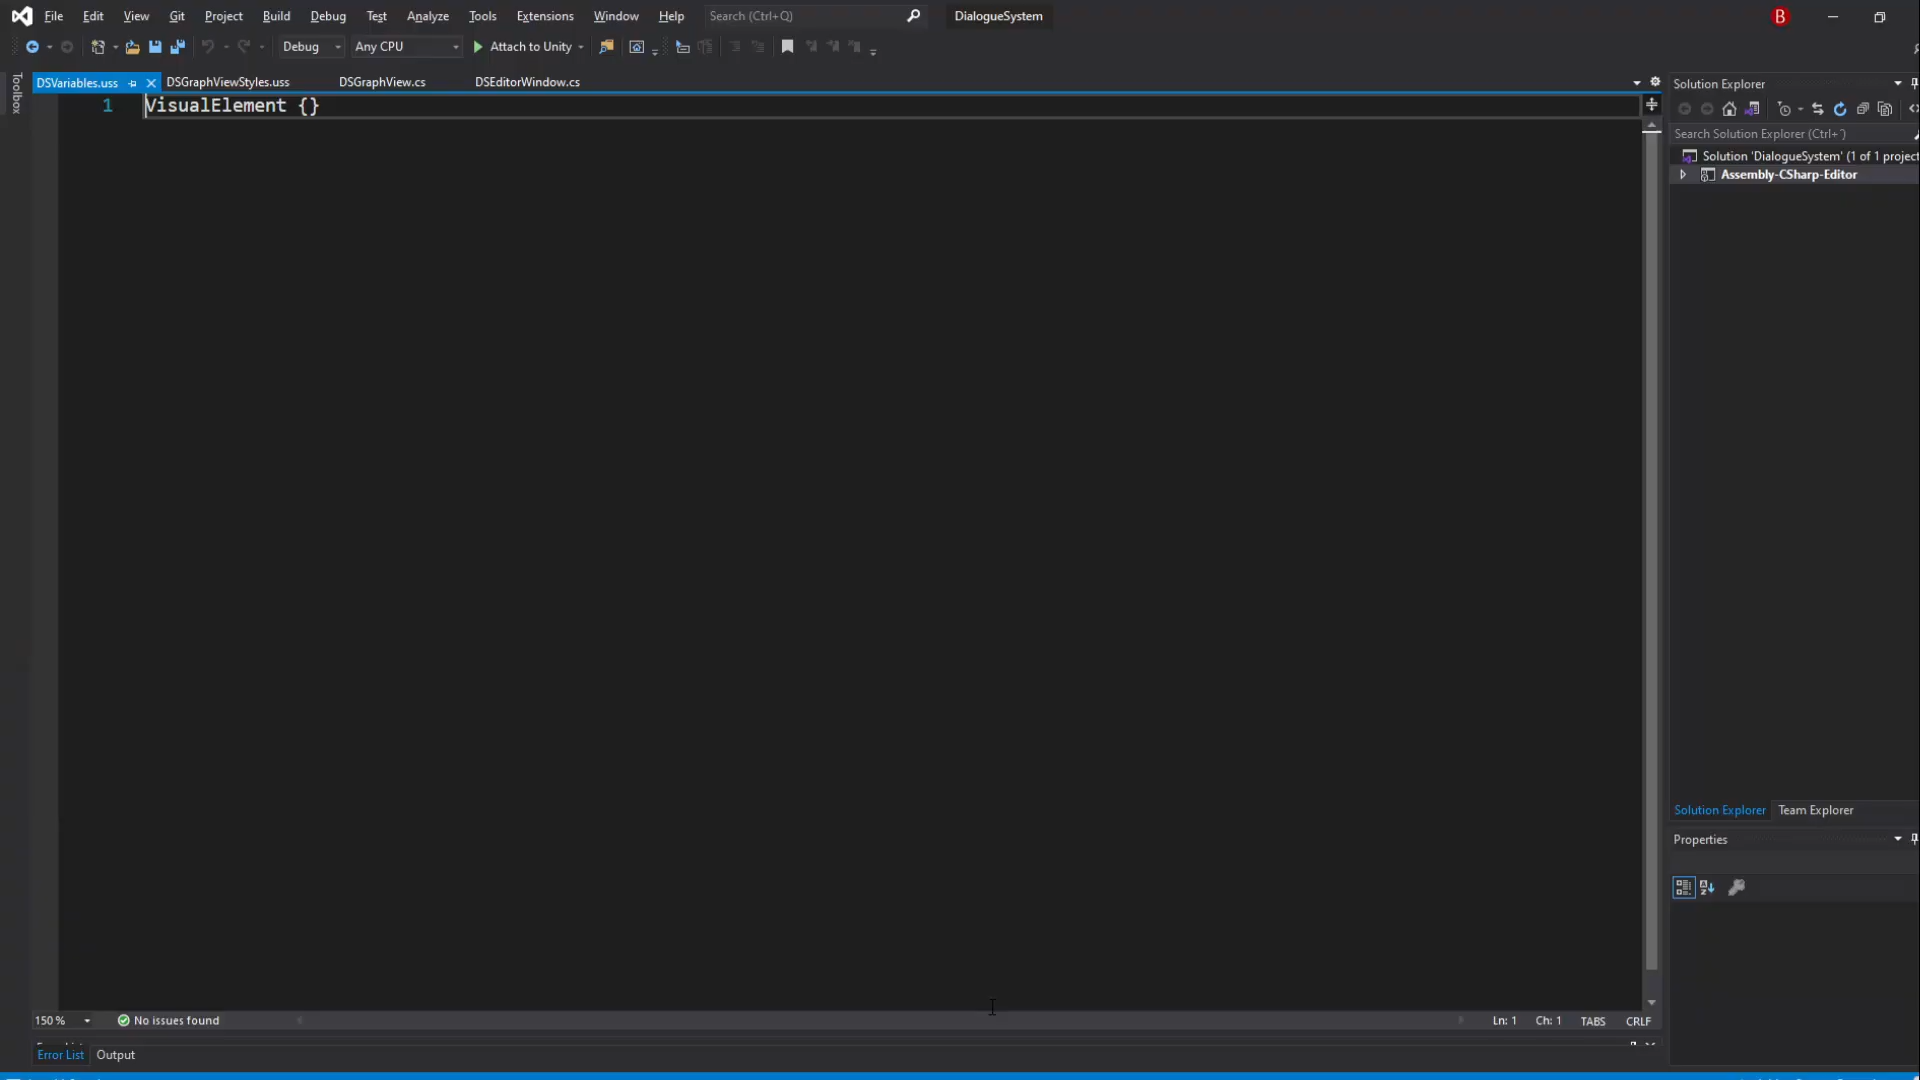 File Edit View Git Project Build Debug Test Analyze Tools Extensions Window Help Search (Ctrl+Q) DialogueSystem B
Debug Any CPU Attach to Unity
Toolbox
DSVariables.uss DSGraphViewStyles.uss DSGraphView.cs DSEditorWindow.cs
1 VisualElement {}
Solution Explorer
Search Solution Explorer (Ctrl+¨)
Solution 'DialogueSystem' (1 of 1 project
Assembly-CSharp-Editor
Solution Explorer Team Explorer
Properties
150 % No issues found Ln: 1 Ch: 1 TABS CRLF
Error List Output